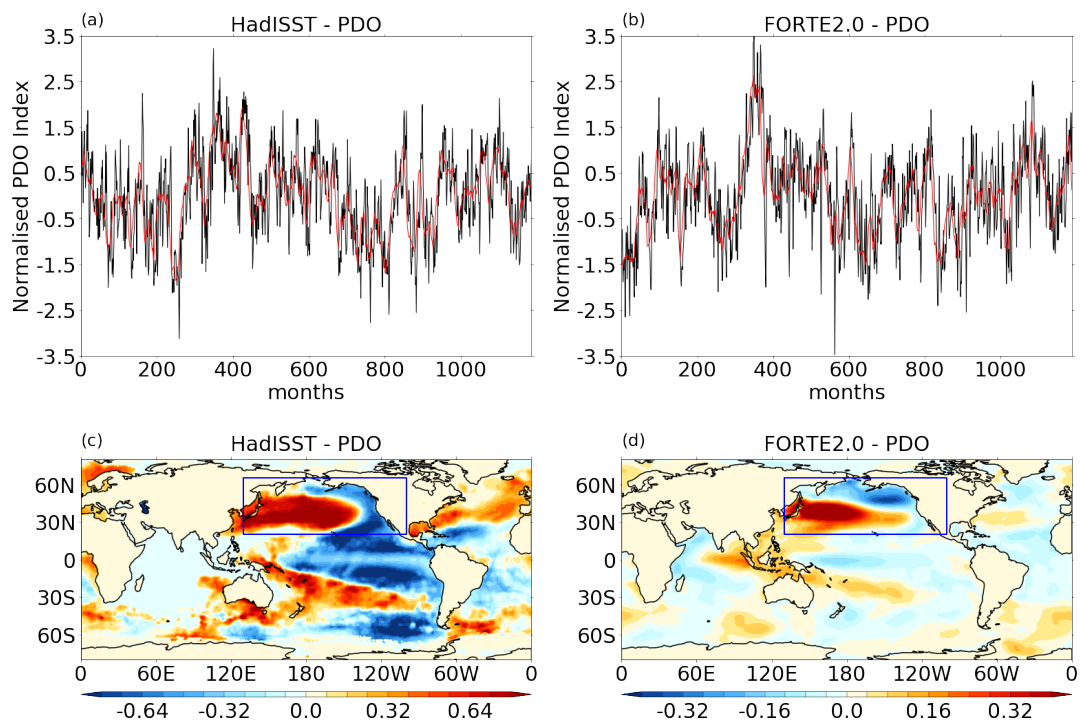 (a) HadISST - PDO
(b) FORTE2.0 - PDO
Normalised PDO Index
3.5
2.5
1.5
0.5
-0.5
-1.5
-2.5
-3.5
0 200 400 600 800 1000
months
Normalised PDO Index
3.5
2.5
1.5
0.5
-0.5
-1.5
-2.5
-3.5
0 200 400 600 800 1000
months
(c) HadISST - PDO
60N
30N
0
30S
60S
0 60E 120E 180 120W 60W 0
-0.64 -0.32 0.0 0.32 0.64
(d) FORTE2.0 - PDO
60N
30N
0
30S
60S
0 60E 120E 180 120W 60W 0
-0.32 -0.16 0.0 0.16 0.32